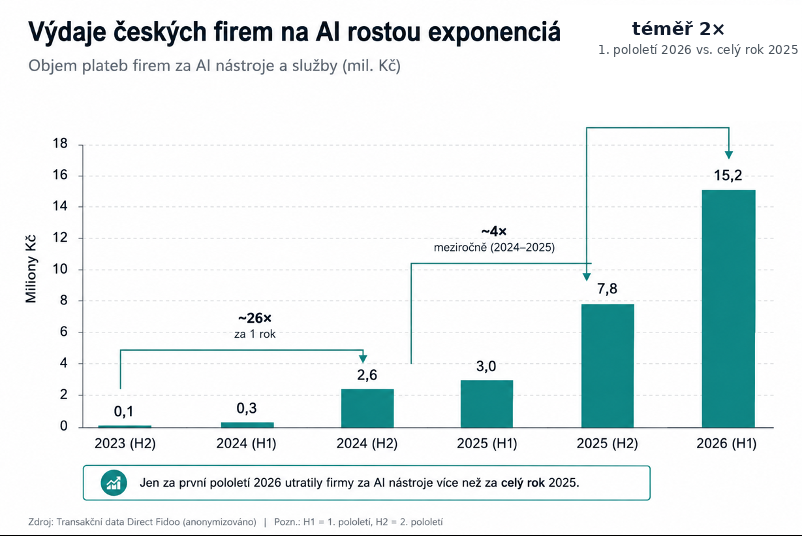 Výdaje českých firem na AI rostou exponenciá
téměř 2×
1. pololetí 2026 vs. celý rok 2025
Objem plateb firem za AI nástroje a služby (mil. Kč)
Miliony Kč
18
16
14
12
10
8
6
4
2
0
~26×
za 1 rok
~4×
meziročně (2024–2025)
0,1
0,3
2,6
3,0
7,8
15,2
2023 (H2)
2024 (H1)
2024 (H2)
2025 (H1)
2025 (H2)
2026 (H1)
Jen za první pololetí 2026 utratily firmy za AI nástroje více než za celý rok 2025.
Zdroj: Transakční data Direct Fidoo (anonymizováno) | Pozn.: H1 = 1. pololetí, H2 = 2. pololetí